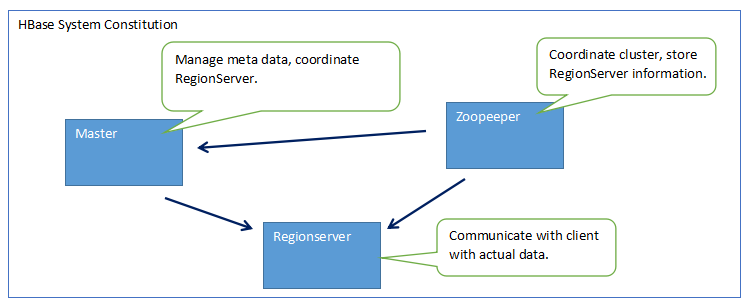 HBase System Constitution
Manage meta data, coordinate
RegionServer.
Coordinate cluster, store
RegionServer information.
Master
Zoopeeper
Regionserver
Communicate with client
with actual data.